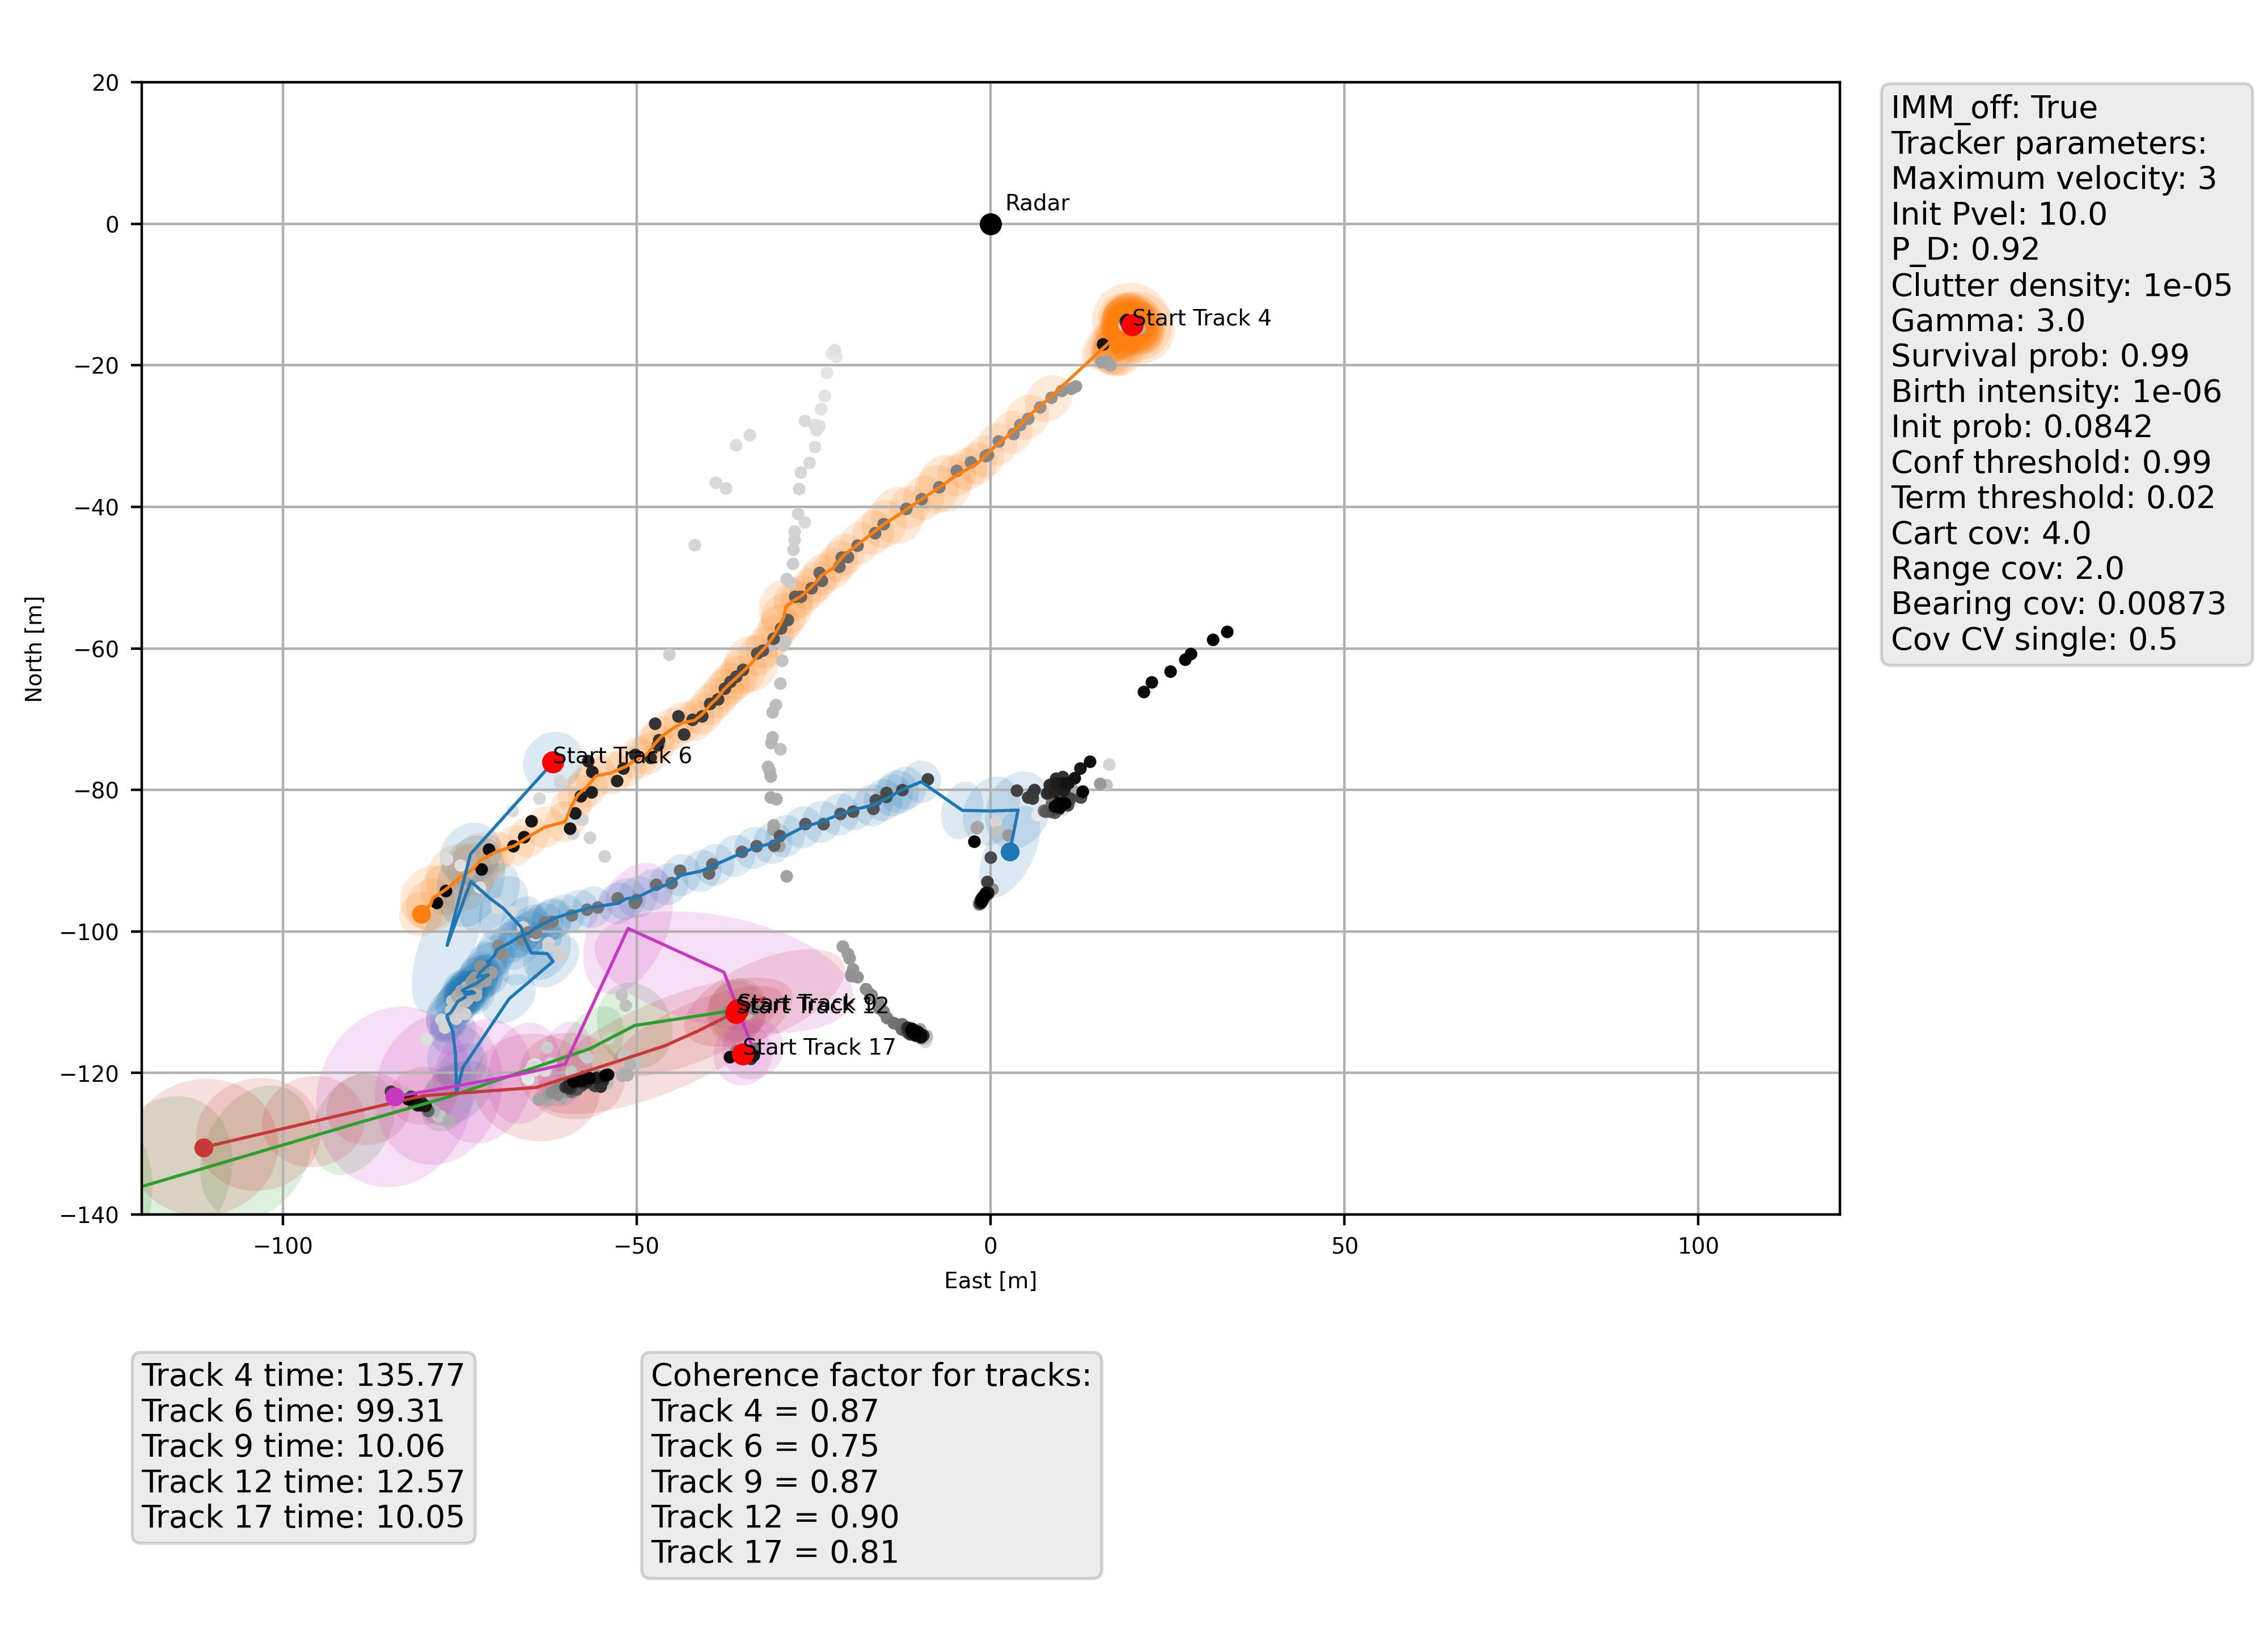 20
0
−20
−40
−60
−80
−100
−120
−140
North [m]
Radar
Start Track 4
Start Track 6
Start Track 9
Start Track 12
Start Track 17
−100
−50
0
50
100
East [m]
IMM_off: True
Tracker parameters:
Maximum velocity: 3
Init Pvel: 10.0
P_D: 0.92
Clutter density: 1e-05
Gamma: 3.0
Survival prob: 0.99
Birth intensity: 1e-06
Init prob: 0.0842
Conf threshold: 0.99
Term threshold: 0.02
Cart cov: 4.0
Range cov: 2.0
Bearing cov: 0.00873
Cov CV single: 0.5
Track 4 time: 135.77
Track 6 time: 99.31
Track 9 time: 10.06
Track 12 time: 12.57
Track 17 time: 10.05
Coherence factor for tracks:
Track 4 = 0.87
Track 6 = 0.75
Track 9 = 0.87
Track 12 = 0.90
Track 17 = 0.81